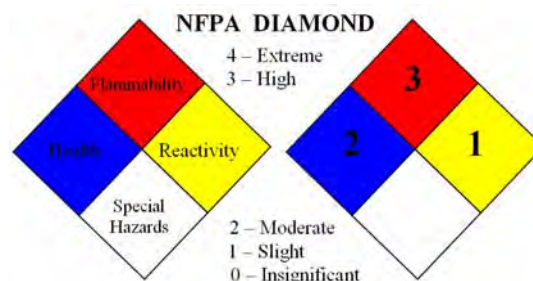 NFPA DIAMOND
4 – Extreme
3 – High
Flammability
Health
Reactivity
Special
Hazards
3
2
1
2 – Moderate
1 – Slight
0 – Insignificant